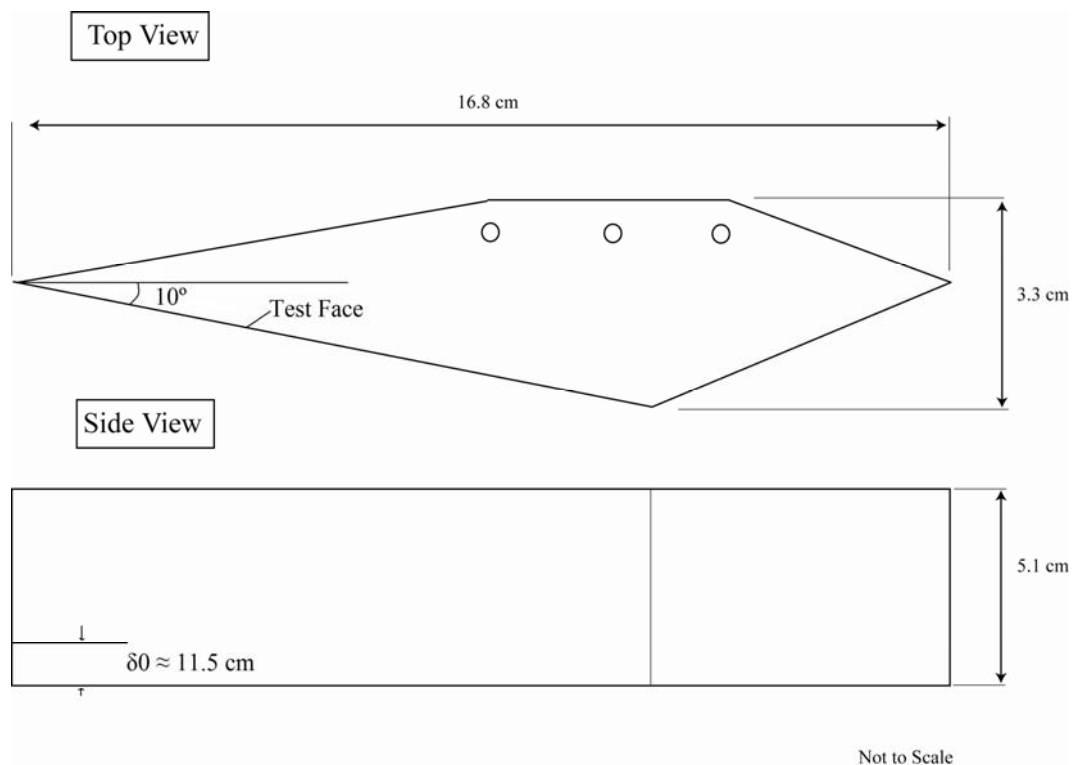 Top View
16.8 cm
10º
Test Face
3.3 cm
Side View
5.1 cm
δ0 ≈ 11.5 cm
Not to Scale